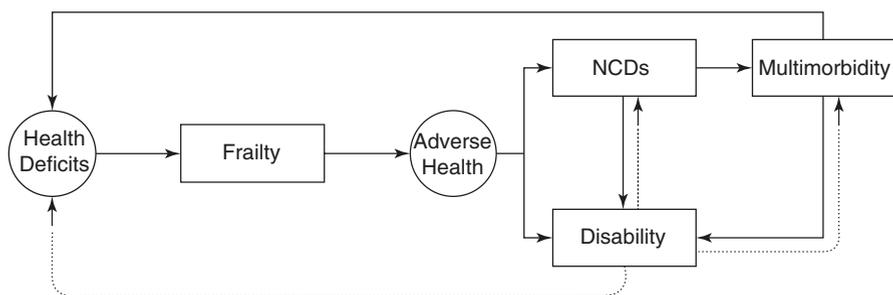 Health
Deficits
Frailty
Adverse
Health
NCDs
Multimorbidity
Disability